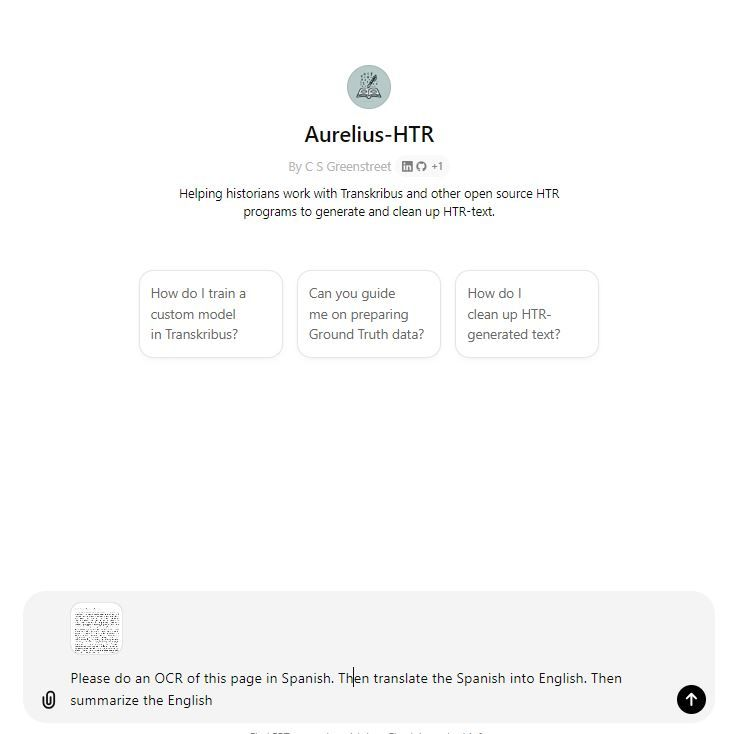 Aurelius-HTR
By C S Greenstreet in +1
Helping historians work with Transkribus and other open source HTR
programs to generate and clean up HTR-text.
How do I train a
custom model
in Transkribus?
Can you guide
me on preparing
Ground Truth data?
How do I
clean up HTR-
generated text?
Please do an OCR of this page in Spanish. Then translate the Spanish into English. Then
summarize the English